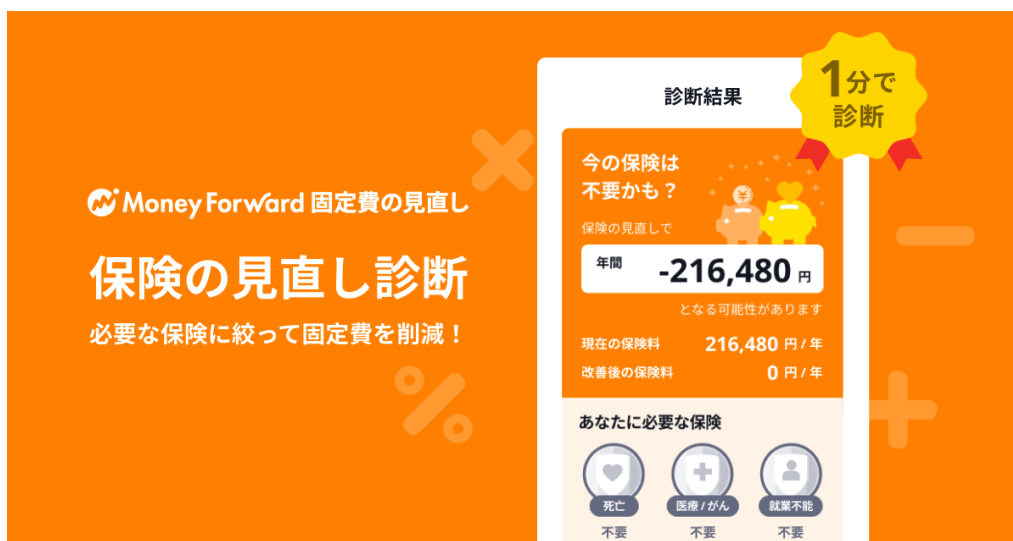 Money Forward 固定費の見直し
保険の見直し診断
必要な保険に絞って固定費を削減！
1分で
診断
診断結果
今の保険は
不要かも？
¥
保険の見直しで
年間 -216,480 円
となる可能性があります
現在の保険料 216,480 円 / 年
改善後の保険料 0 円 / 年
あなたに必要な保険
死亡 医療 / がん 就業不能
不要 不要 不要